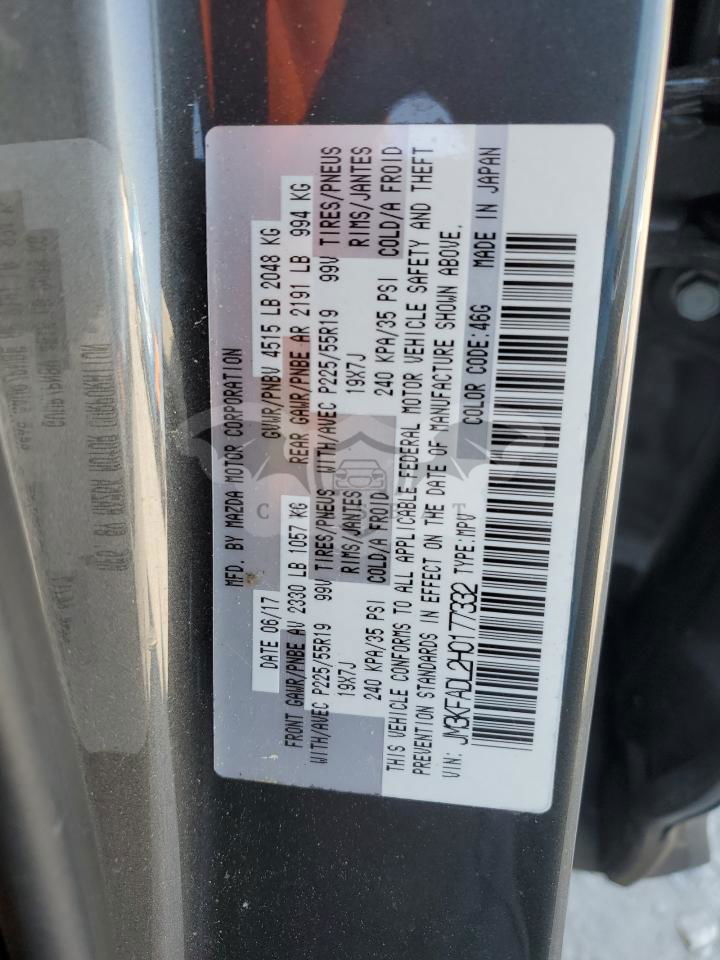 MFD. BY MAZDA MOTOR CORPORATION
DATE 06/17 GVWR/PNBV 4515 LB 2048 KG
FRONT GAWR/PNBE AV 2330 LB 1057 KG REAR GAWR/PNBE AR 2191 LB 994 KG
WITH/AVEC P225/55R19 99V TIRES/PNEUS WITH/AVEC P225/55R19 99V TIRES/PNEUS
19X7J RIMS/JANTES 19X7J RIMS/JANTES
240 KPA/35 PSI COLD/A FROID 240 KPA/35 PSI COLD/A FROID
THIS VEHICLE CONFORMS TO ALL APPLICABLE FEDERAL MOTOR VEHICLE SAFETY AND THEFT
PREVENTION STANDARDS IN EFFECT ON THE DATE OF MANUFACTURE SHOWN ABOVE.
VIN: JM3KFADL2H0177332 TYPE:MPV COLOR CODE:46G MADE IN JAPAN